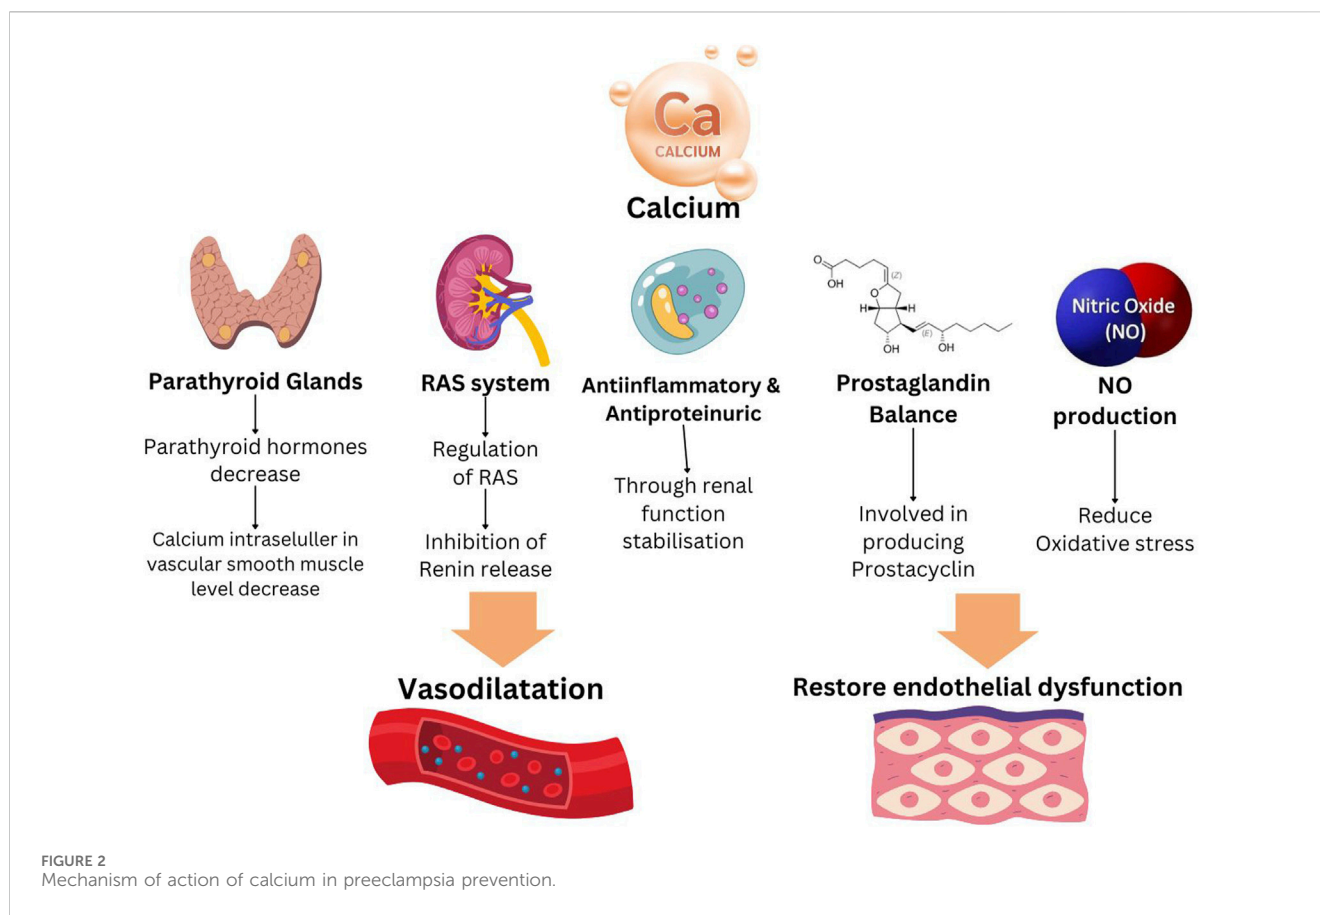 Ca
CALCIUM
Calcium
Parathyroid Glands
Parathyroid hormones
decrease
Calcium intraseluller in
vascular smooth muscle
level decrease
RAS system
Regulation
of RAS
Inhibition of
Renin release
Antiinflammatory &
Antiproteinuric
Through renal
function
stabilisation
O
OH
(Z)
O
H
H
(E)
OH
OH
Prostaglandin
Balance
Involved in
producing
Prostacyclin
Nitric Oxide
(NO)
NO
production
Reduce
Oxidative stress
Vasodilatation
Restore endothelial dysfunction
FIGURE 2
Mechanism of action of calcium in preeclampsia prevention.